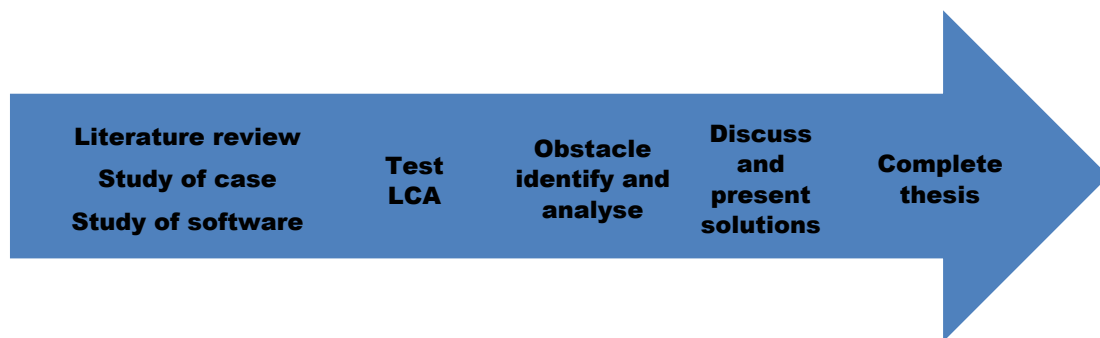 Literature review
Study of case
Study of software
Test
LCA
Obstacle
identify and
analyse
Discuss
and
present
solutions
Complete
thesis